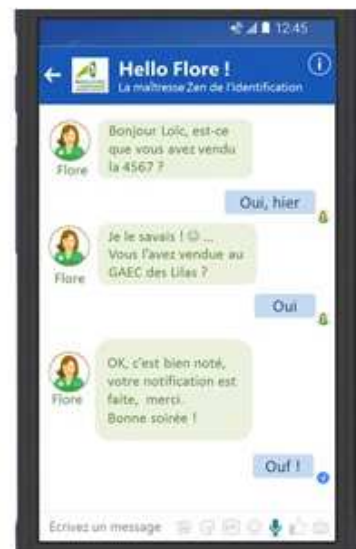 12:45
Hello Flore !
La maîtresse Zen de l'identification
Bonjour Loïc, est-ce
que vous avez vendu
la 4567 ?
Flore
Oui, hier
Je le savais ! ☺ ...
Vous l'avez vendue au
GAEC des Lilas ?
Flore
Oui
OK, c'est bien noté,
votre notification est
faite, merci.
Bonne soirée !
Flore
Ouf !
Ecrivez un message